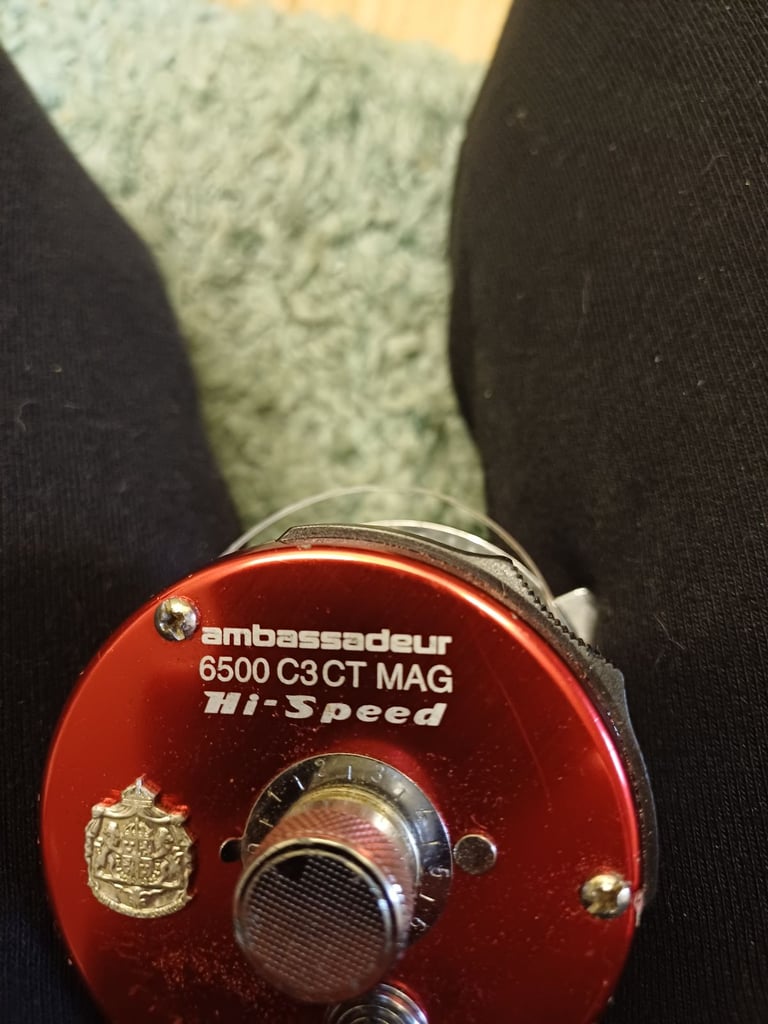 ambassadeur
6500 C3CT MAG
Hi-Speed